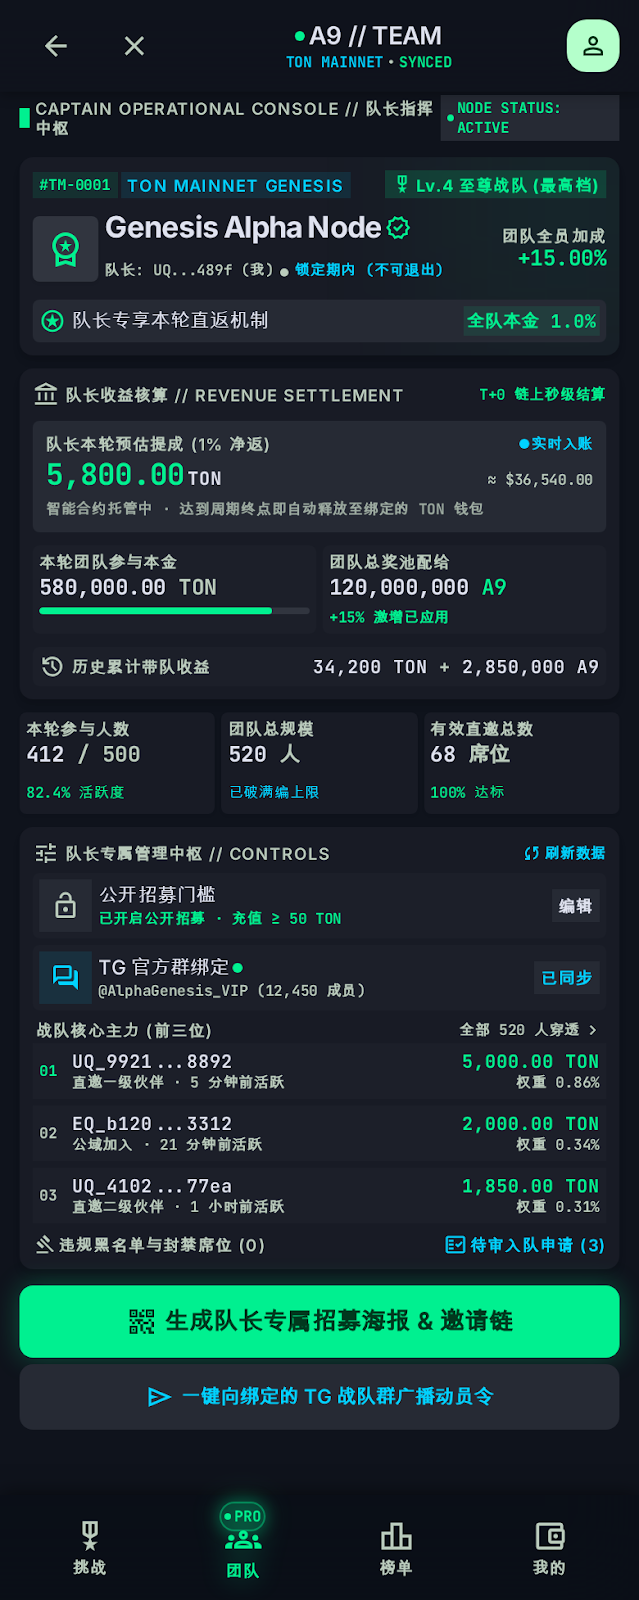 A9 // TEAM
TON MAINNET • SYNCED
CAPTAIN OPERATIONAL CONSOLE // 队长指挥
中枢
NODE STATUS:
ACTIVE
#TM-0001
TON MAINNET GENESIS
Lv.4 至尊战队 (最高档)
Genesis Alpha Node
团队全员加成
+15.00%
队长: UQ...489f (我)
锁定期内 (不可退出)
队长专享本轮直返机制
全队本金 1.0%
队长收益核算 // REVENUE SETTLEMENT
T+0 链上秒级结算
队长本轮预估提成 (1% 净返)
实时入账
5,800.00 TON
≈ $36,540.00
智能合约托管中 · 达到周期终点即自动释放至绑定的 TON 钱包
本轮团队参与本金
580,000.00 TON
团队总奖池配给
120,000,000 A9
+15% 激增已应用
历史累计带队收益
34,200 TON + 2,850,000 A9
本轮参与人数
412 / 500
82.4% 活跃度
团队总规模
520 人
已破满编上限
有效直邀总数
68 席位
100% 达标
队长专属管理中枢 // CONTROLS
刷新数据
公开招募门槛
已开启公开招募 · 充值 ≥ 50 TON
编辑
TG 官方群绑定
@AlphaGenesis_VIP (12,450 成员)
已同步
战队核心主力 (前三位)
全部 520 人穿透 >
01
UQ_9921...8892
直邀一级伙伴 · 5 分钟前活跃
5,000.00 TON
权重 0.86%
02
EQ_b120...3312
公域加入 · 21 分钟前活跃
2,000.00 TON
权重 0.34%
03
UQ_4102...77ea
直邀二级伙伴 · 1 小时前活跃
1,850.00 TON
权重 0.31%
违规黑名单与封禁席位 (0)
待审入队申请 (3)
生成队长专属招募海报 & 邀请链
一键向绑定的 TG 战队群广播动员令
PRO
挑战
团队
榜单
我的